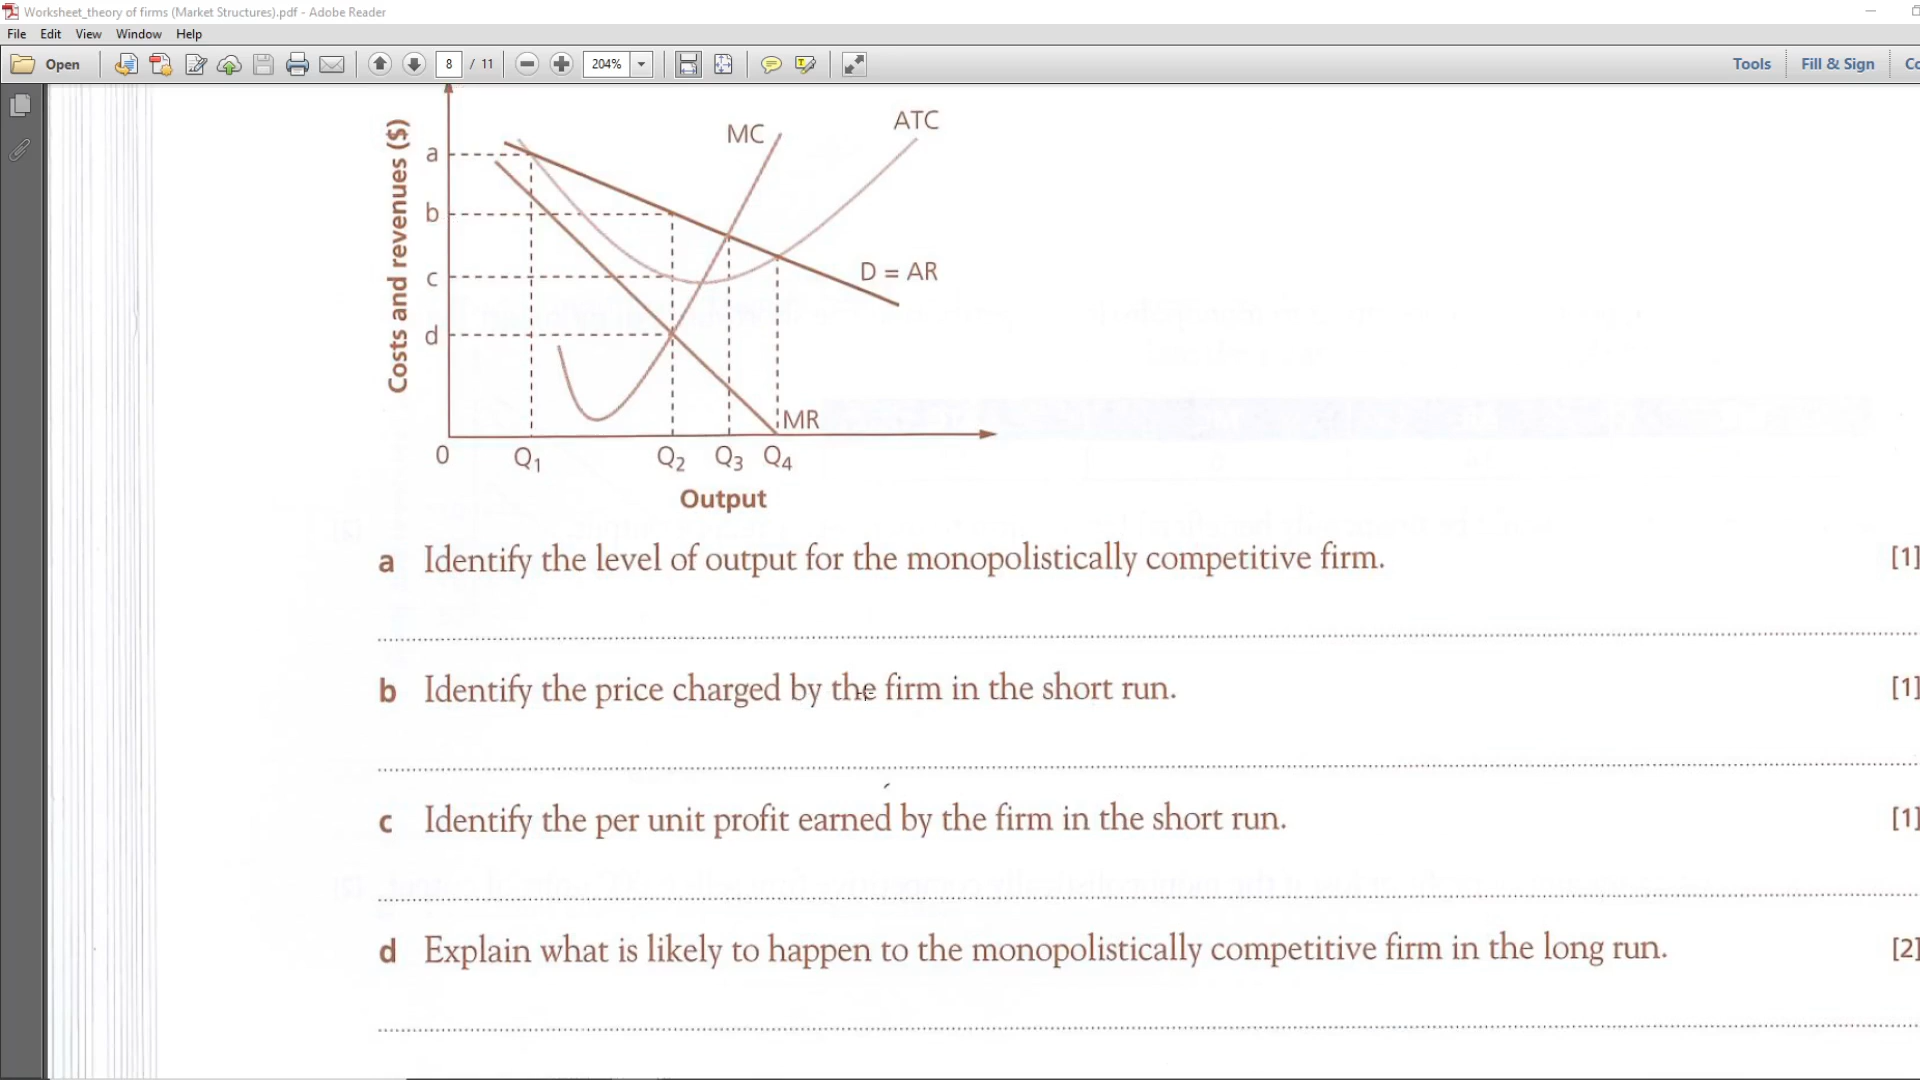 Worksheet_theory of firms (Market Structures).pdf - Adobe Reader
File Edit View Window Help
Open 8 / 11 204% Tools Fill & Sign
Costs and revenues ($)
a
b
c
d
MC
ATC
D = AR
MR
0 Q1 Q2 Q3 Q4
Output
a Identify the level of output for the monopolistically competitive firm. [1]
b Identify the price charged by the firm in the short run. [1]
c Identify the per unit profit earned by the firm in the short run. [1]
d Explain what is likely to happen to the monopolistically competitive firm in the long run. [2]